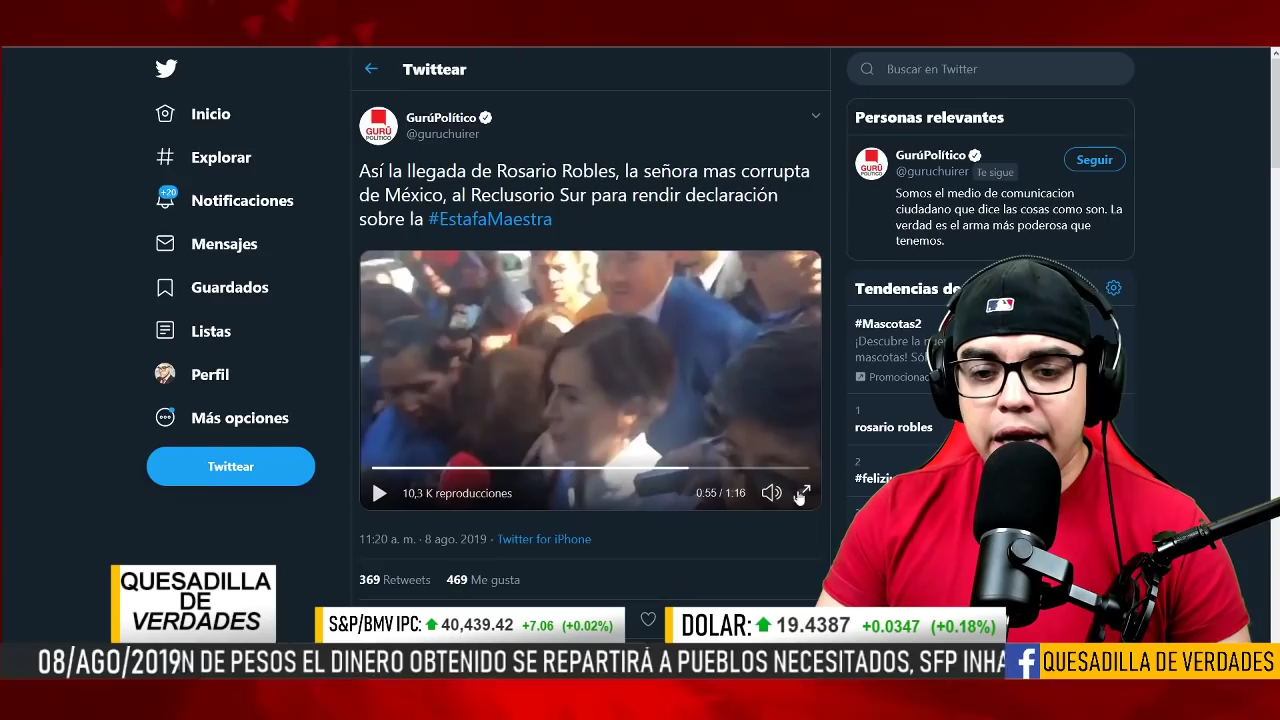 Inicio
Explorar
+20
Notificaciones
Mensajes
Guardados
Listas
Perfil
Más opciones
Twittear
Twittear
GURÚ
POLÍTICO
GurúPolítico
@guruchuirer
Así la llegada de Rosario Robles, la señora mas corrupta
de México, al Reclusorio Sur para rendir declaración
sobre la #EstafaMaestra
10,3 K reproducciones
0:55 / 1:16
11:20 a. m. · 8 ago. 2019 · Twitter for iPhone
369 Retweets 469 Me gusta
Buscar en Twitter
Personas relevantes
GURÚ
POLÍTICO
GurúPolítico
@guruchuirer Te sigue
Seguir
Somos el medio de comunicacion
ciudadano que dice las cosas como son. La
verdad es el arma más poderosa que
tenemos.
Tendencias de
#Mascotas2
¡Descubre la
mascotas!
Promocionad
1
rosario robles
2
QUESADILLA
DE
VERDADES
S&P/BMV IPC: 40,439.42 +7.06 (+0.02%)
DOLAR: 19.4387 +0.0347 (+0.18%)
08/AGO/2019N DE PESOS EL DINERO OBTENIDO SE REPARTIRÁ A PUEBLOS NECESITADOS, SFP INHA
f QUESADILLA DE VERDADES